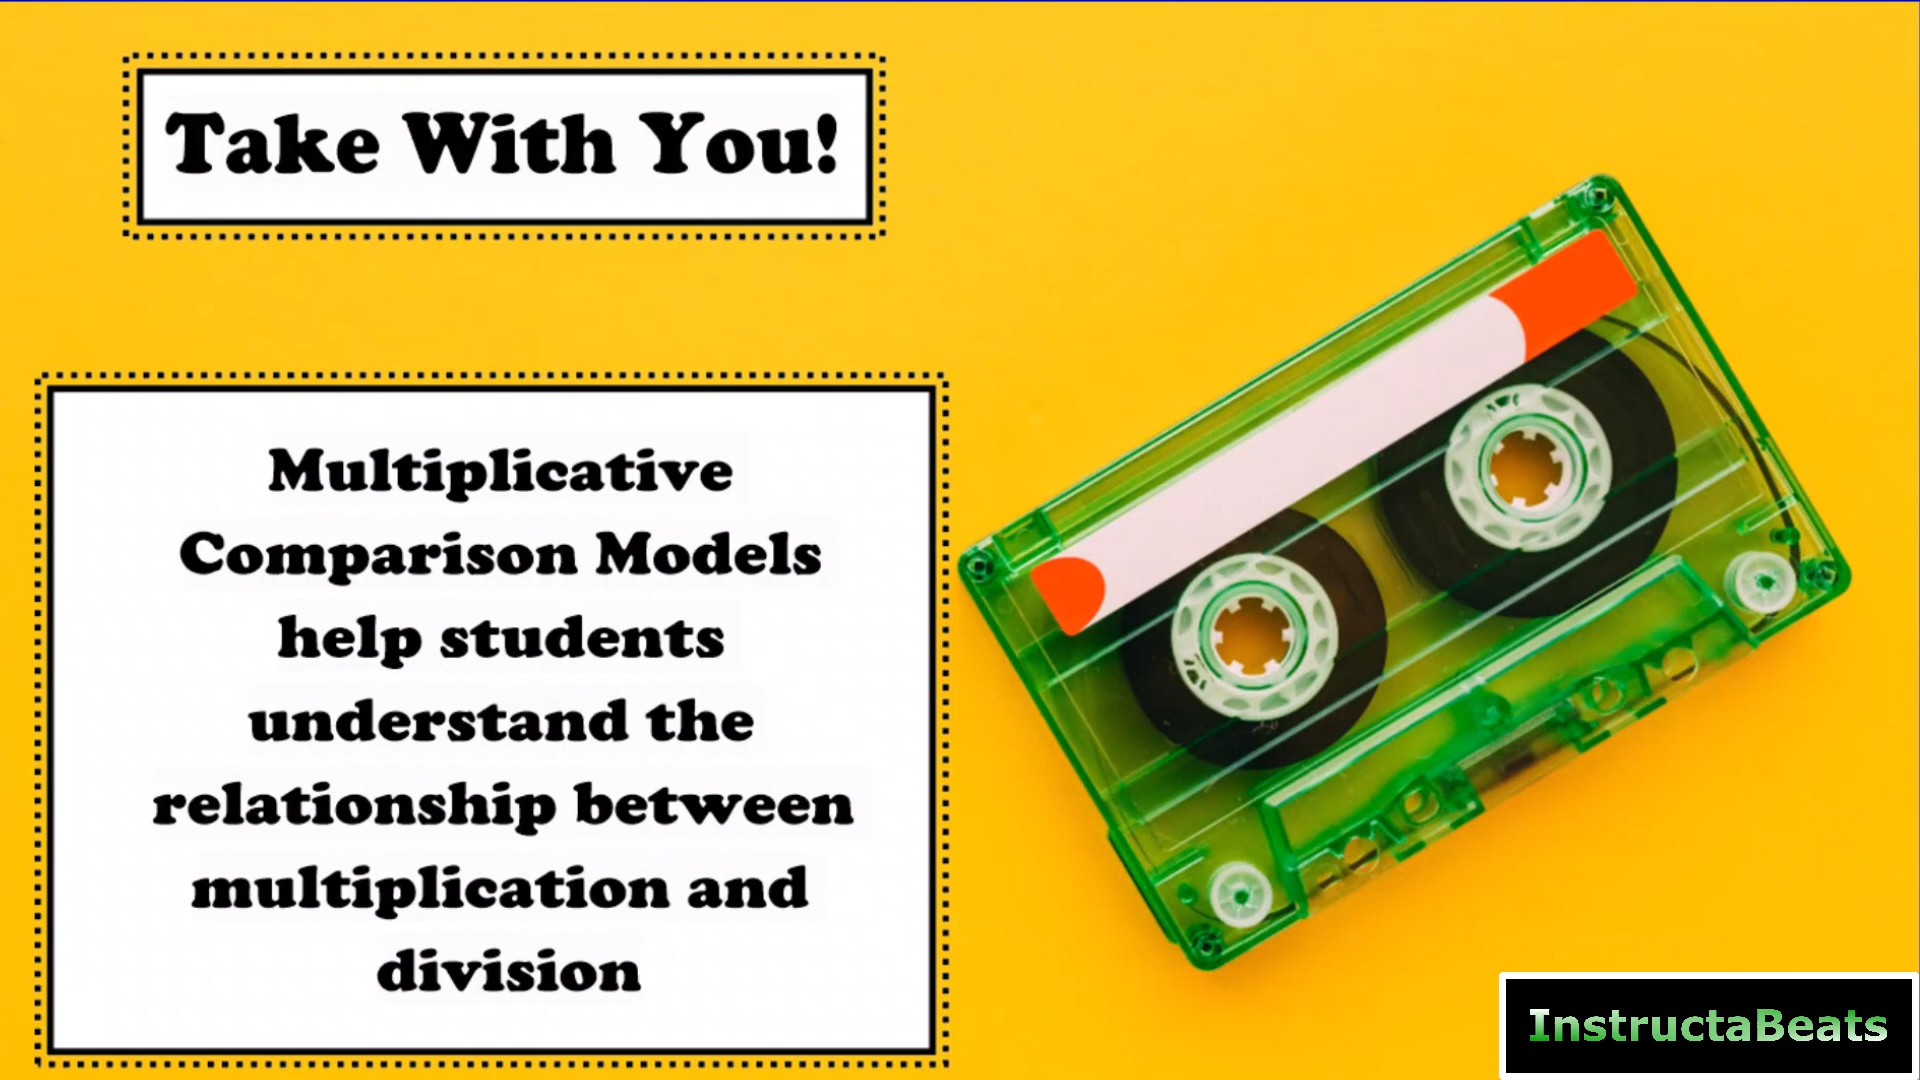 Take With You!
Multiplicative
Comparison Models
help students
understand the
relationship between
multiplication and
division
InstructaBeats